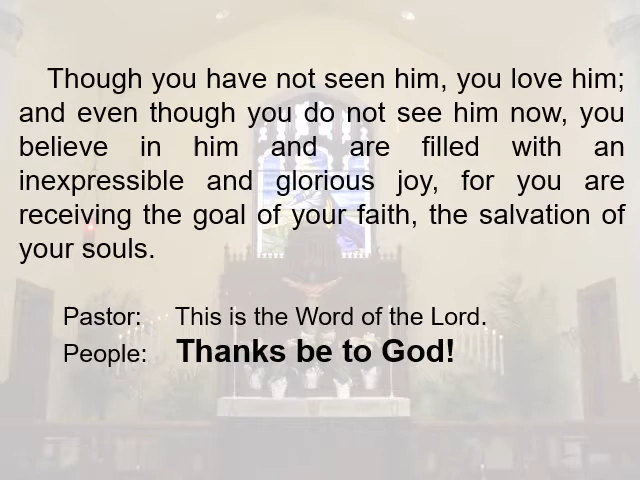 Though you have not seen him, you love him;
and even though you do not see him now, you
believe in him and are filled with an
inexpressible and glorious joy, for you are
receiving the goal of your faith, the salvation of
your souls.
Pastor: This is the Word of the Lord.
People: Thanks be to God!